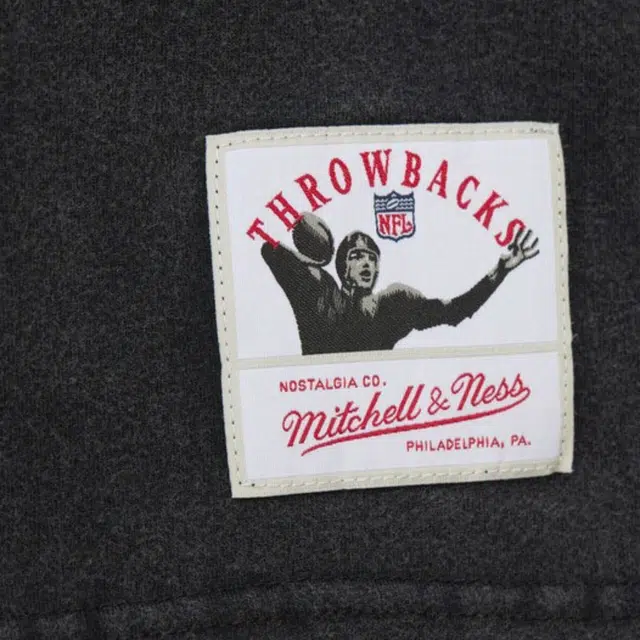 THROWBACKS
NFL
NOSTALGIA CO.
Mitchell & Ness
PHILADELPHIA, PA.